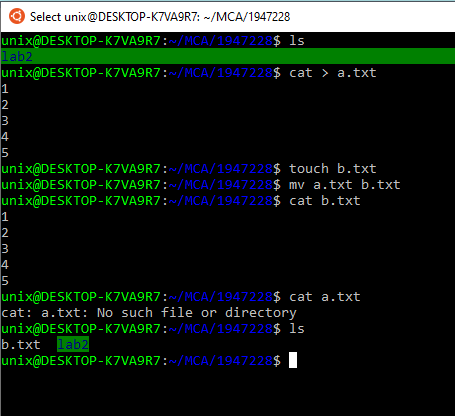 Select unix@DESKTOP-K7VA9R7: ~/MCA/1947228
unix@DESKTOP-K7VA9R7:~/MCA/1947228$ ls
lab2
unix@DESKTOP-K7VA9R7:~/MCA/1947228$ cat > a.txt
1
2
3
4
5
unix@DESKTOP-K7VA9R7:~/MCA/1947228$ touch b.txt
unix@DESKTOP-K7VA9R7:~/MCA/1947228$ mv a.txt b.txt
unix@DESKTOP-K7VA9R7:~/MCA/1947228$ cat b.txt
1
2
3
4
5
unix@DESKTOP-K7VA9R7:~/MCA/1947228$ cat a.txt
cat: a.txt: No such file or directory
unix@DESKTOP-K7VA9R7:~/MCA/1947228$ ls
b.txt  lab2
unix@DESKTOP-K7VA9R7:~/MCA/1947228$